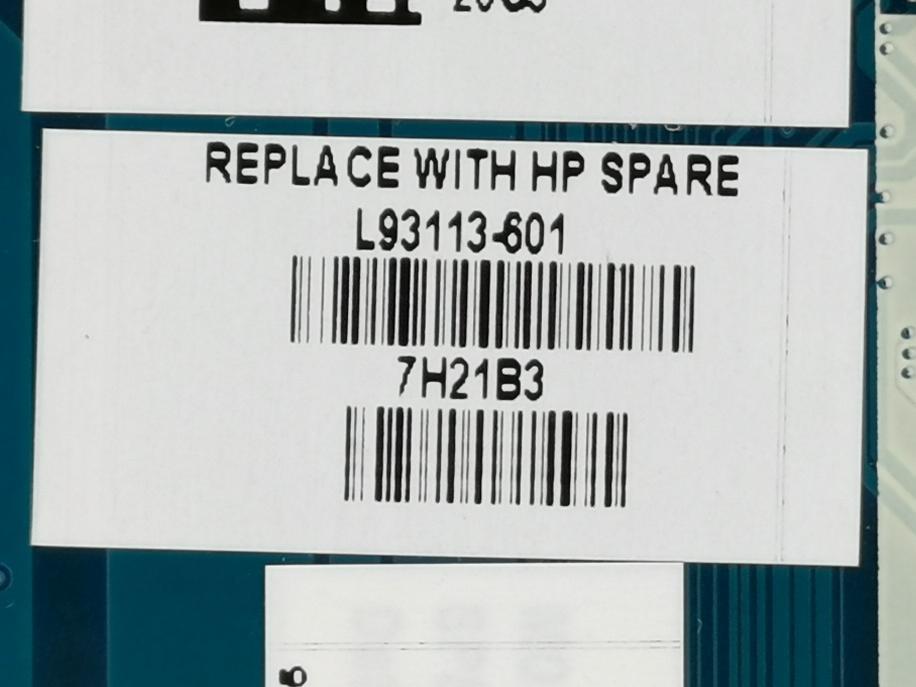 REPLACE WITH HP SPARE
L93113-601
7H21B3